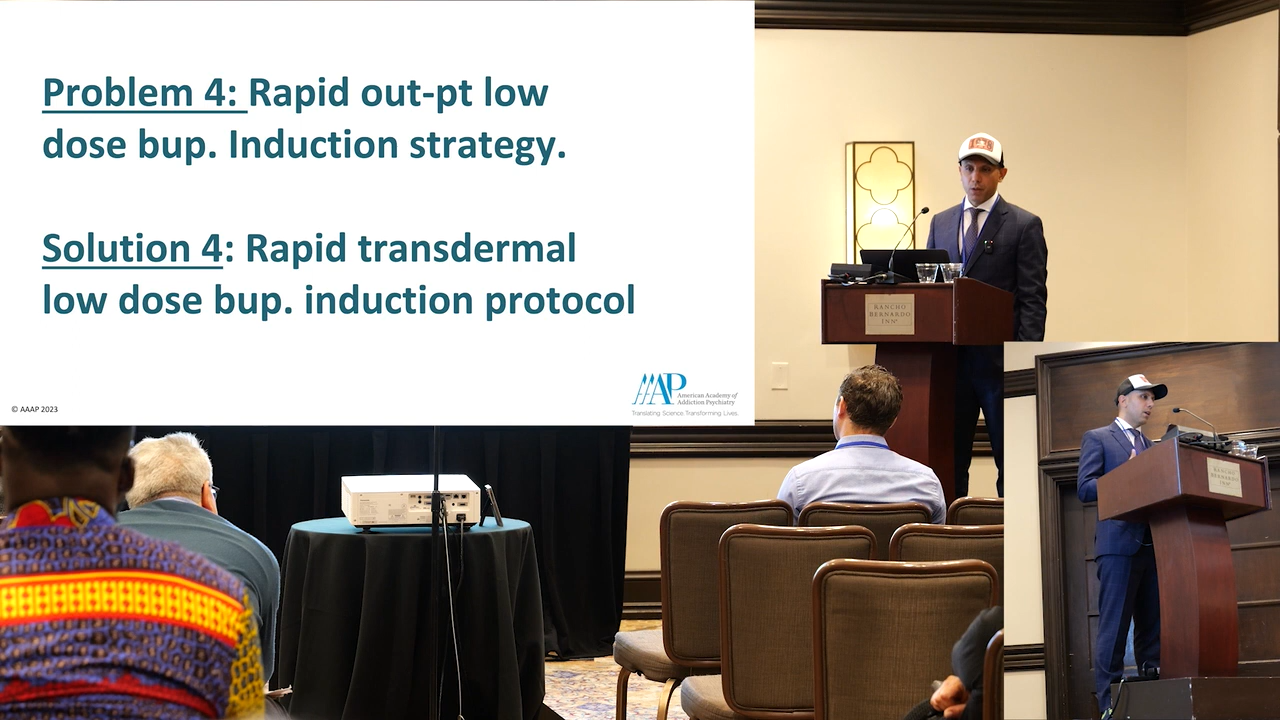 Problem 4: Rapid out-pt low
dose bup. Induction strategy.
Solution 4: Rapid transdermal
low dose bup. induction protocol
© AAAP 2023
AAAP
American Academy of
Addiction Psychiatry
Translating Science. Transforming Lives.
RANCHO
BERNARDO
INN
RANCHO
BERNARDO
INN